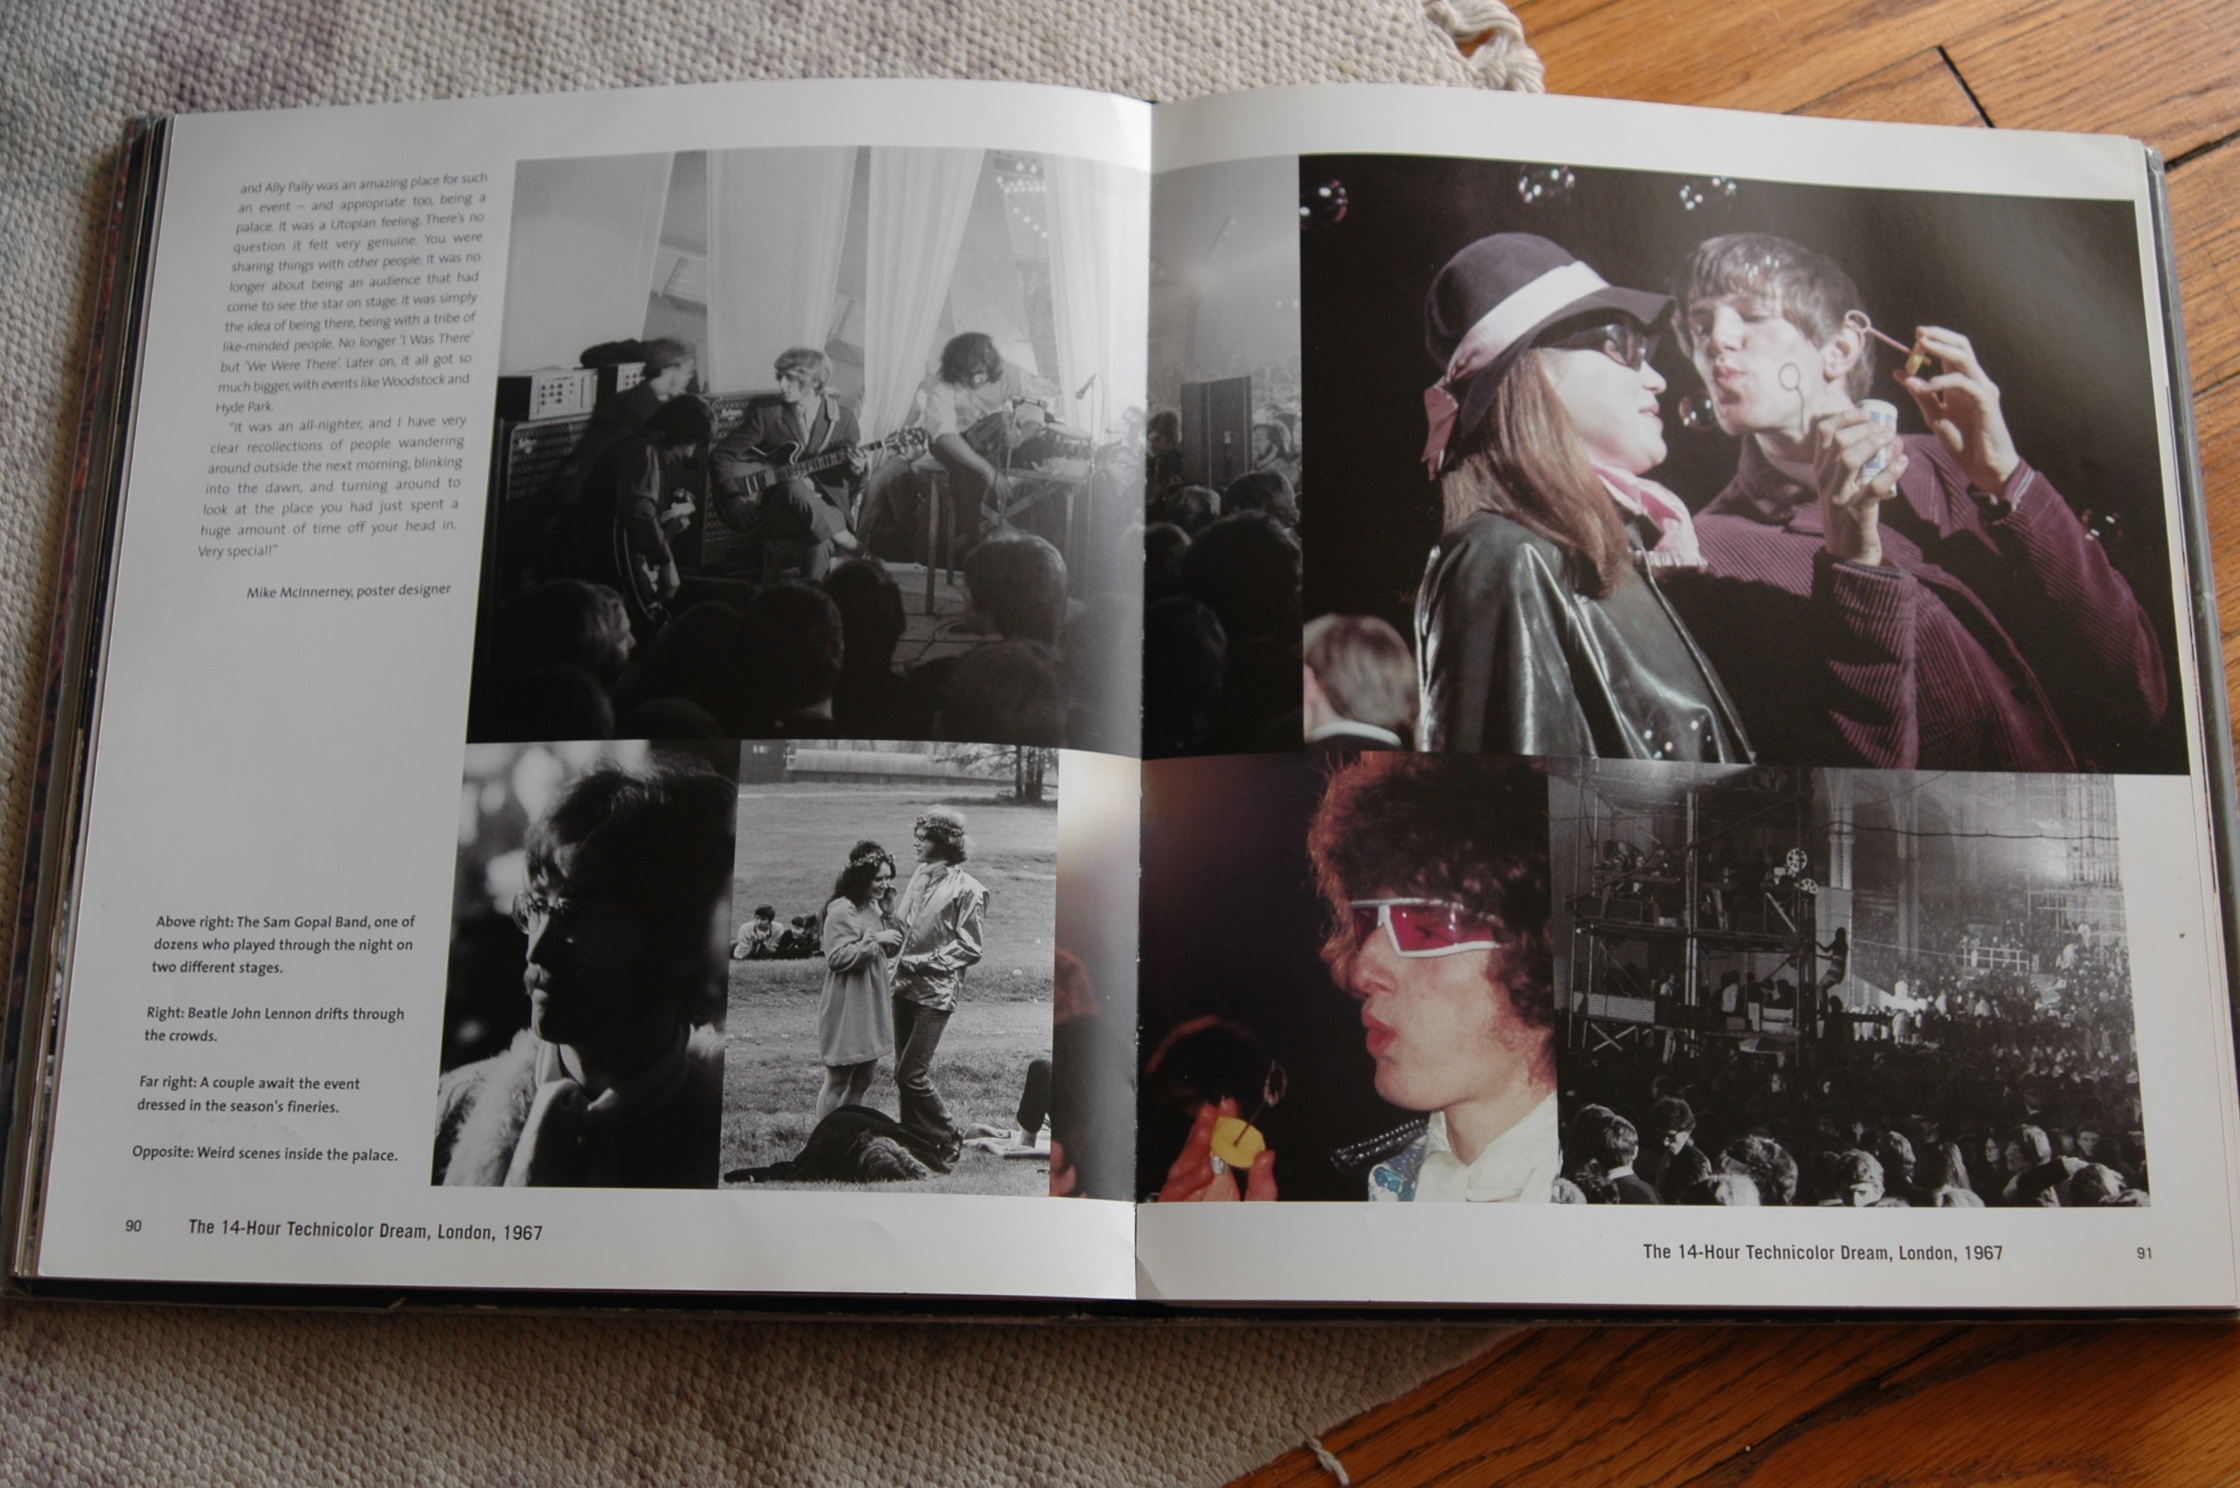 and Ally Pally was an amazing place for such
an event – and appropriate too, being a
palace. It was a Utopian feeling. There's no
question it felt very genuine. You were
sharing things with other people. it was no
longer about being an audience that had
come to see the star on stage. It was simply
the idea of being there, being with a tribe of
like-minded people. No longer 'I Was There'
but 'We Were There'. Later on, it all got so
much bigger, with events like Woodstock and
Hyde Park.
"It was an all-nighter, and I have very
clear recollections of people wandering
around outside the next morning, blinking
into the dawn, and turning around to
look at the place you had just spent a
huge amount of time off your head in.
Very special!"
Mike McInnerney, poster designer
Above right: The Sam Gopal Band, one of
dozens who played through the night on
two different stages.
Right: Beatle John Lennon drifts through
the crowds.
Far right: A couple await the event
dressed in the season's fineries.
Opposite: Weird scenes inside the palace.
90 The 14-Hour Technicolor Dream, London, 1967
The 14-Hour Technicolor Dream, London, 1967 91